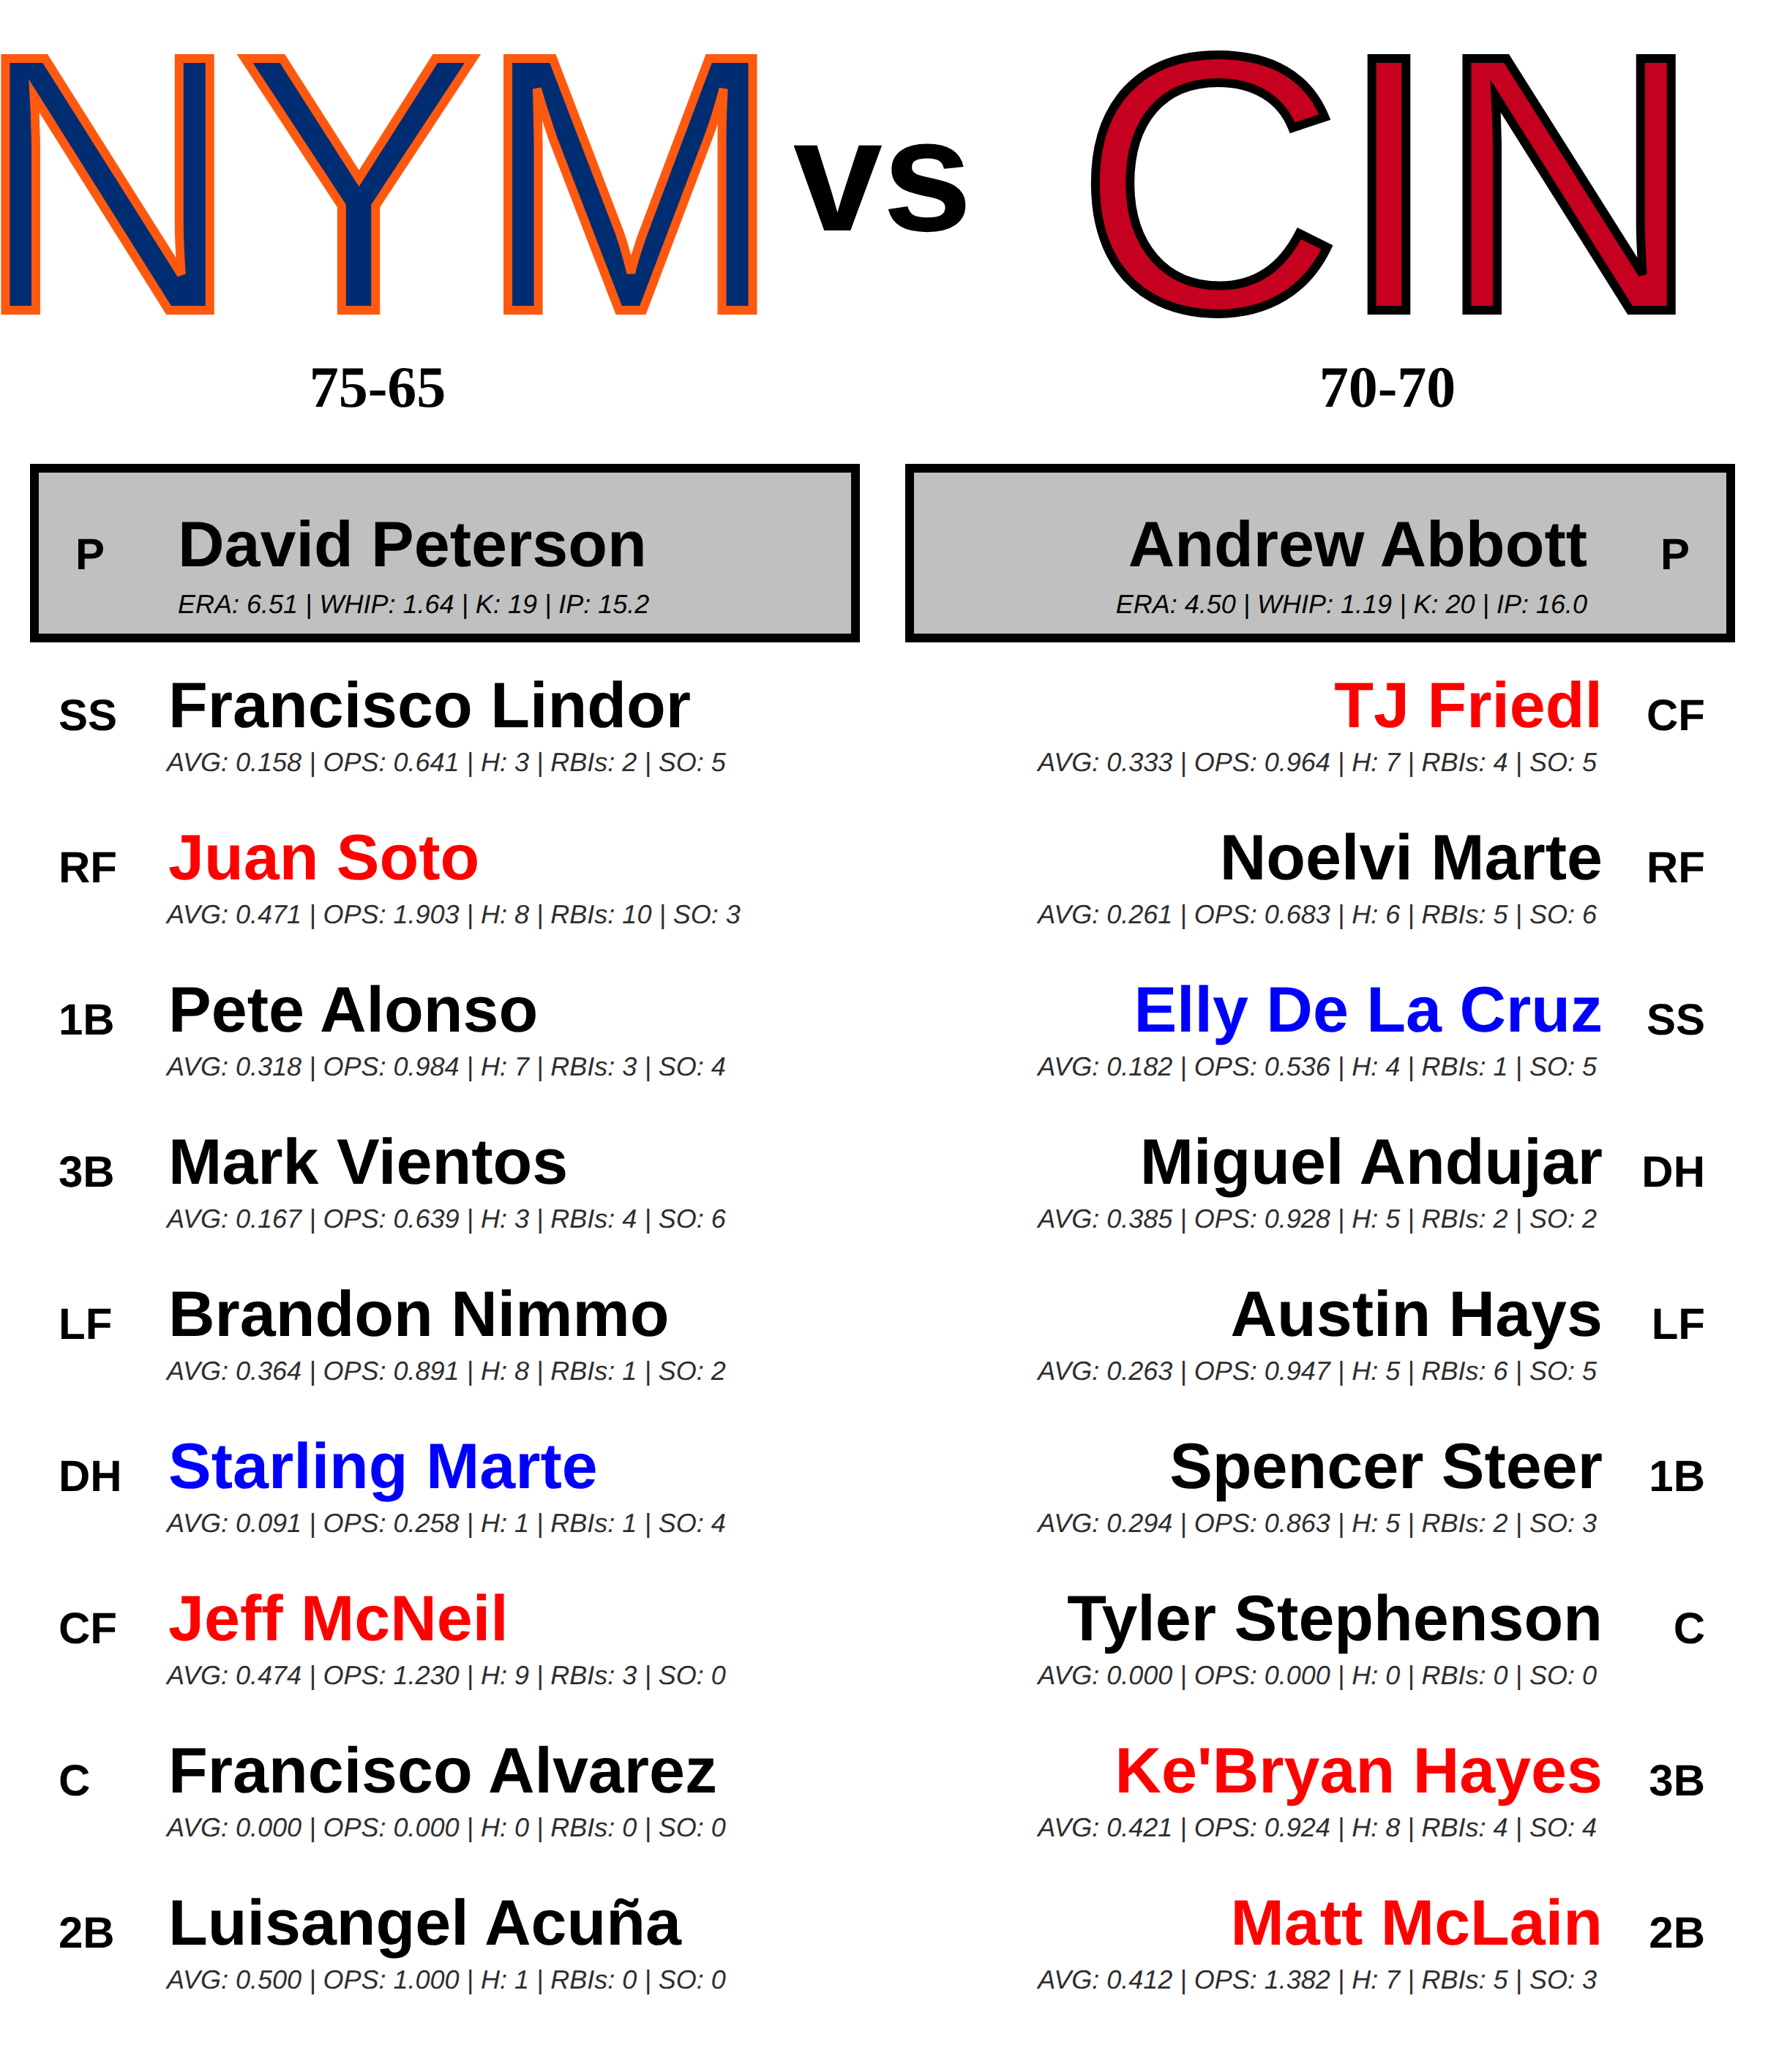 NYM vs CIN
75-65
70-70
P David Peterson
ERA: 6.51 | WHIP: 1.64 | K: 19 | IP: 15.2
Andrew Abbott P
ERA: 4.50 | WHIP: 1.19 | K: 20 | IP: 16.0
SS Francisco Lindor
AVG: 0.158 | OPS: 0.641 | H: 3 | RBIs: 2 | SO: 5
RF Juan Soto
AVG: 0.471 | OPS: 1.903 | H: 8 | RBIs: 10 | SO: 3
1B Pete Alonso
AVG: 0.318 | OPS: 0.984 | H: 7 | RBIs: 3 | SO: 4
3B Mark Vientos
AVG: 0.167 | OPS: 0.639 | H: 3 | RBIs: 4 | SO: 6
LF Brandon Nimmo
AVG: 0.364 | OPS: 0.891 | H: 8 | RBIs: 1 | SO: 2
DH Starling Marte
AVG: 0.091 | OPS: 0.258 | H: 1 | RBIs: 1 | SO: 4
CF Jeff McNeil
AVG: 0.474 | OPS: 1.230 | H: 9 | RBIs: 3 | SO: 0
C Francisco Alvarez
AVG: 0.000 | OPS: 0.000 | H: 0 | RBIs: 0 | SO: 0
2B Luisangel Acuña
AVG: 0.500 | OPS: 1.000 | H: 1 | RBIs: 0 | SO: 0
TJ Friedl CF
AVG: 0.333 | OPS: 0.964 | H: 7 | RBIs: 4 | SO: 5
Noelvi Marte RF
AVG: 0.261 | OPS: 0.683 | H: 6 | RBIs: 5 | SO: 6
Elly De La Cruz SS
AVG: 0.182 | OPS: 0.536 | H: 4 | RBIs: 1 | SO: 5
Miguel Andujar DH
AVG: 0.385 | OPS: 0.928 | H: 5 | RBIs: 2 | SO: 2
Austin Hays LF
AVG: 0.263 | OPS: 0.947 | H: 5 | RBIs: 6 | SO: 5
Spencer Steer 1B
AVG: 0.294 | OPS: 0.863 | H: 5 | RBIs: 2 | SO: 3
Tyler Stephenson C
AVG: 0.000 | OPS: 0.000 | H: 0 | RBIs: 0 | SO: 0
Ke'Bryan Hayes 3B
AVG: 0.421 | OPS: 0.924 | H: 8 | RBIs: 4 | SO: 4
Matt McLain 2B
AVG: 0.412 | OPS: 1.382 | H: 7 | RBIs: 5 | SO: 3